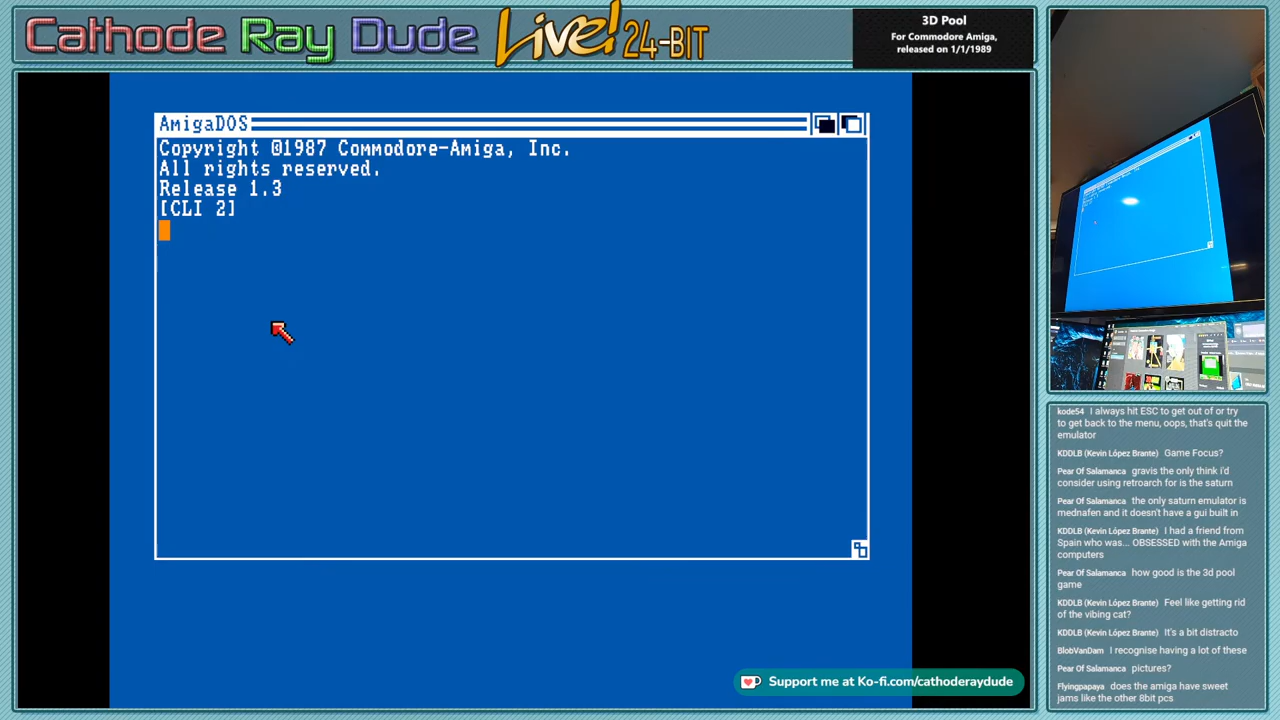 Cathode Ray Dude Live! 24-BIT
3D Pool
For Commodore Amiga,
released on 1/1/1989
AmigaDOS
Copyright ©1987 Commodore-Amiga, Inc.
All rights reserved.
Release 1.3
[CLI 2]
kode54 I always hit ESC to get out of or try
to get back to the menu, oops, that's quit the
emulator
KDDLB (Kevin López Brante) Game Focus?
Pear Of Salamanca gravis the only think i'd
consider using retroarch for is the saturn
Pear Of Salamanca the only saturn emulator is
mednafen and it doesn't have a gui built in
KDDLB (Kevin López Brante) I had a friend from
Spain who was... OBSESSED with the Amiga
computers
Pear Of Salamanca how good is the 3d pool
game
KDDLB (Kevin López Brante) Feel like getting rid
of the vibing cat?
KDDLB (Kevin López Brante) It's a bit distracto
BlobVanDam I recognise having a lot of these
Pear Of Salamanca pictures?
Flyingpapaya does the amiga have sweet
jams like the other 8bit pcs
Support me at Ko-fi.com/cathoderaydude